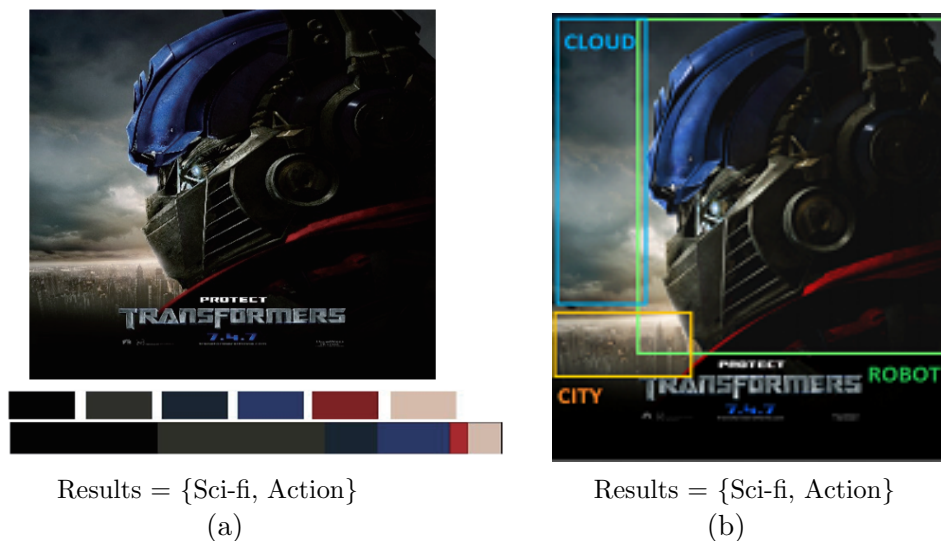 PROTECT
TRANSFORMERS
7.4.7
Results = {Sci-fi, Action}
(a)
CLOUD
ROBOT
CITY
PROTECT
TRANSFORMERS
7.4.7
Results = {Sci-fi, Action}
(b)